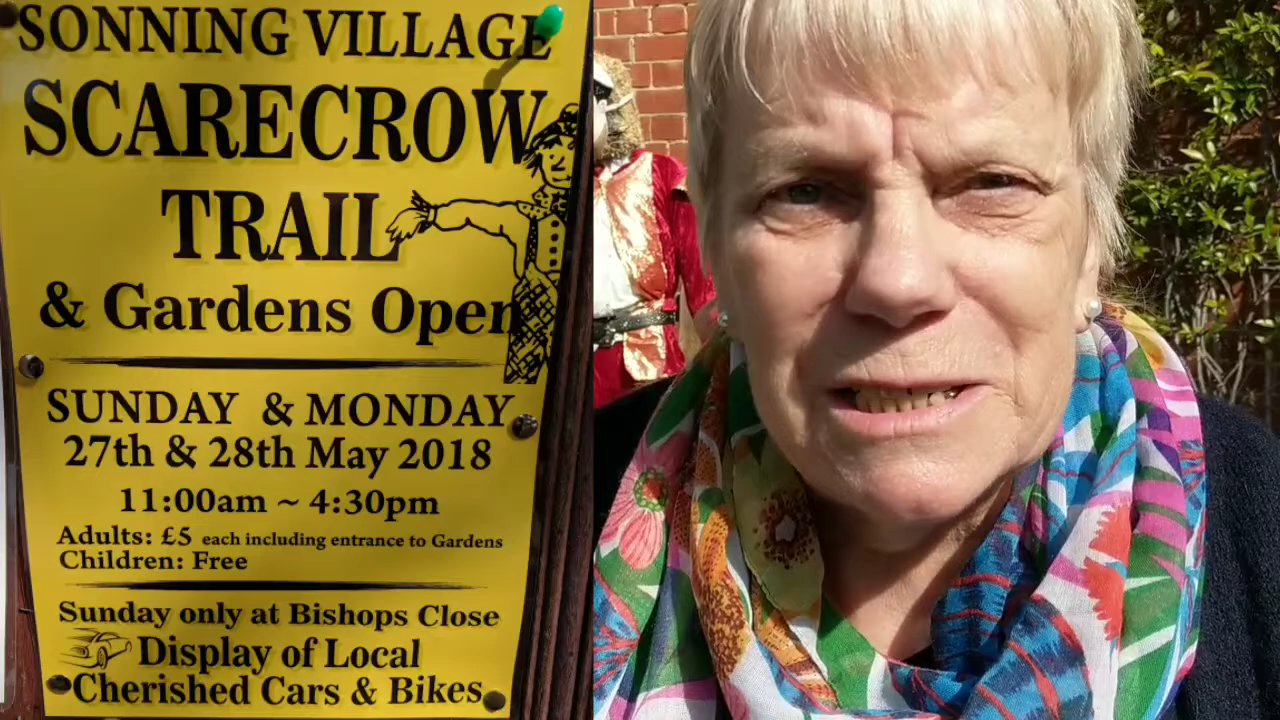 SONNING VILLAGE
SCARECROW
TRAIL
& Gardens Open
SUNDAY & MONDAY
27th & 28th May 2018
11:00am ~ 4:30pm
Adults: £5 each including entrance to Gardens
Children: Free
Sunday only at Bishops Close
Display of Local
Cherished Cars & Bikes